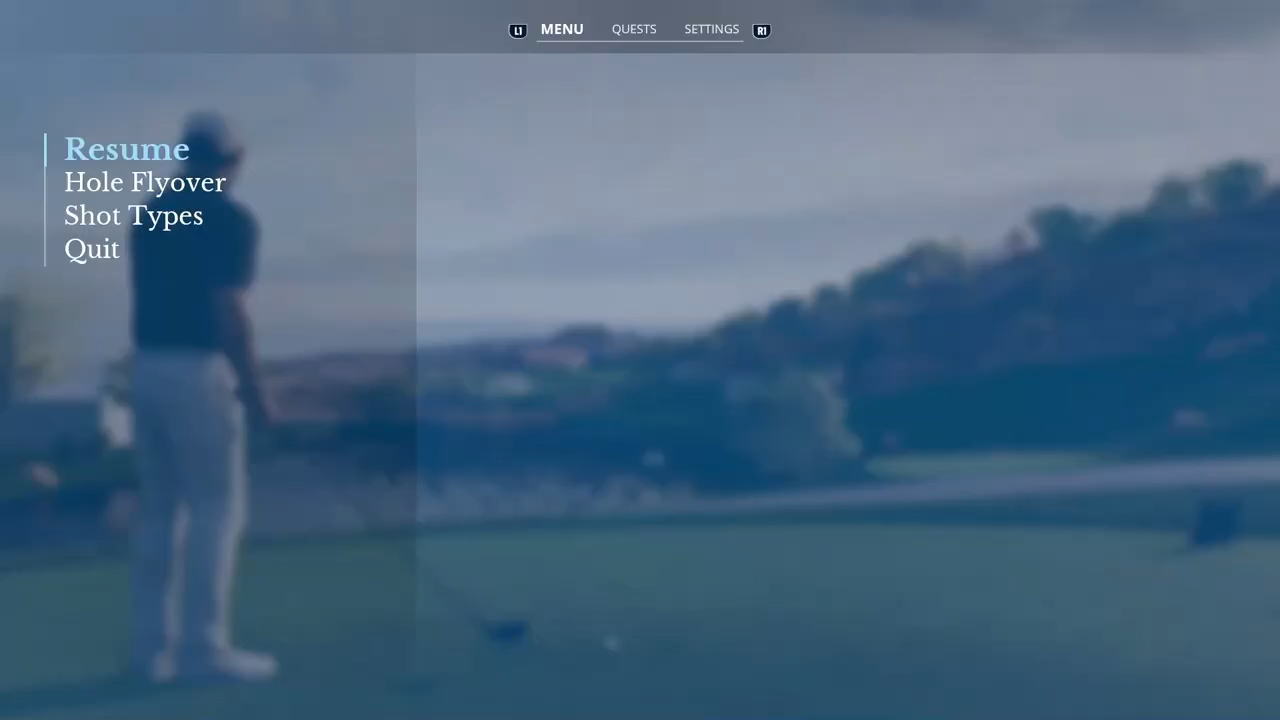 L1 MENU QUESTS SETTINGS R1
Resume
Hole Flyover
Shot Types
Quit